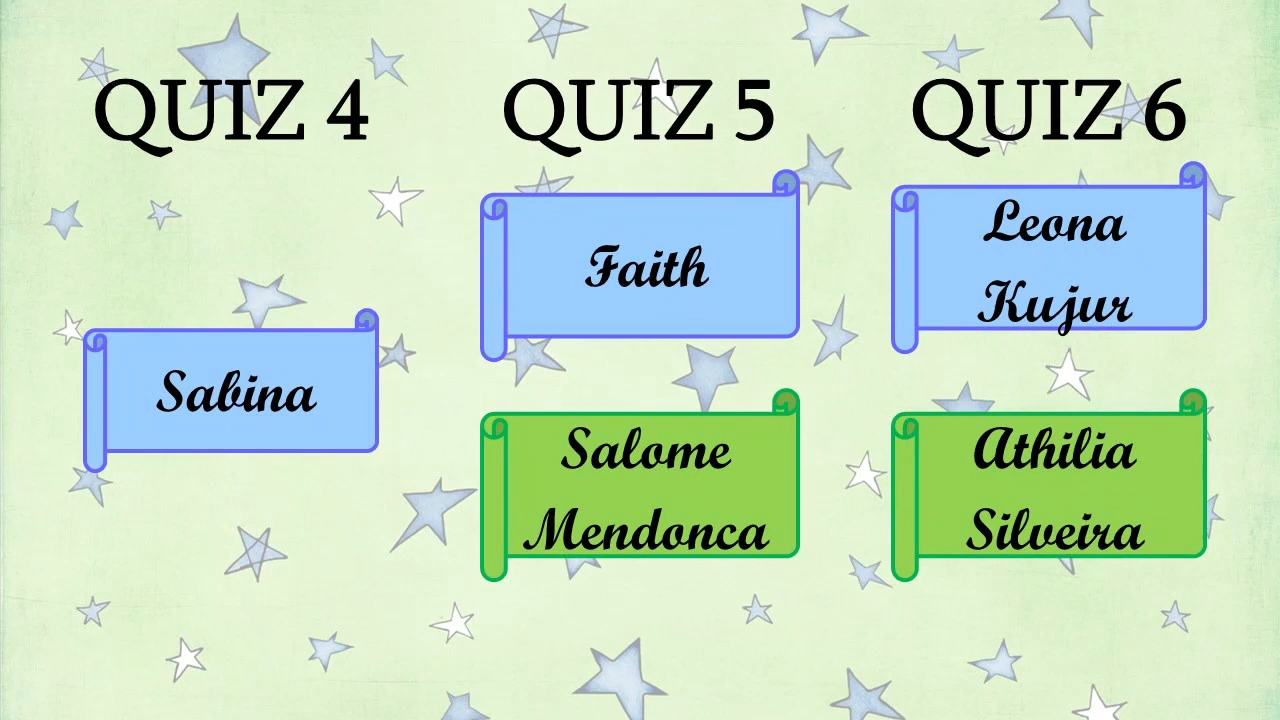 QUIZ 4
Sabina
QUIZ 5
Faith
Salome
Mendonca
QUIZ 6
Leona
Kujur
Athilia
Silveira